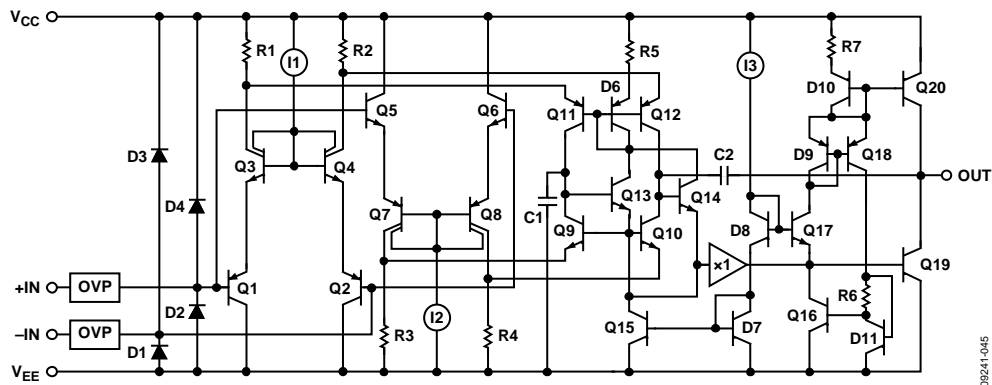 VCC
R1
I1
R2
R5
I3
R7
D6
D10
Q20
Q5
Q6
Q11
Q12
D3
Q3
Q4
D9
Q18
C2
OUT
D4
Q13
Q14
C1
Q7
Q8
Q9
Q10
D8
Q17
×1
Q19
+IN
OVP
Q1
Q2
D2
I2
R6
–IN
OVP
R3
R4
Q15
D7
Q16
D11
D1
VEE
09241-045